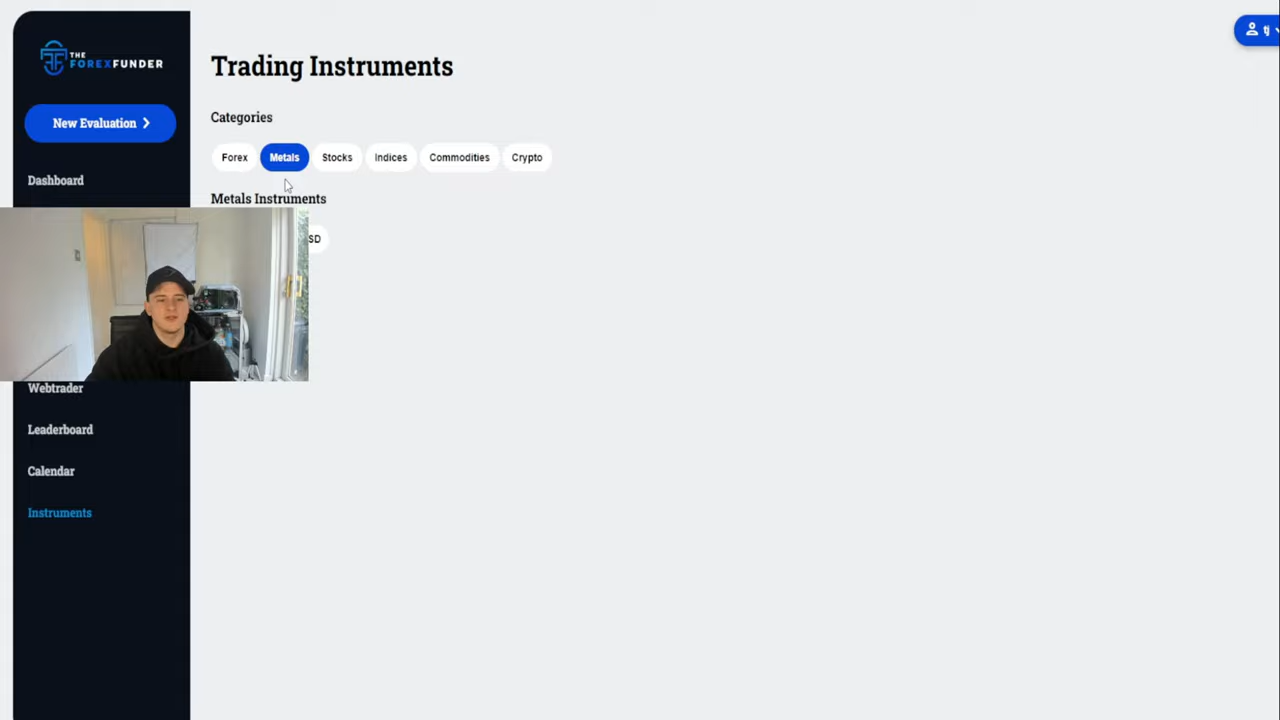 THE
FOREXFUNDER
New Evaluation
Dashboard
Webtrader
Leaderboard
Calendar
Instruments
Trading Instruments
Categories
Forex Metals Stocks Indices Commodities Crypto
Metals Instruments
SD